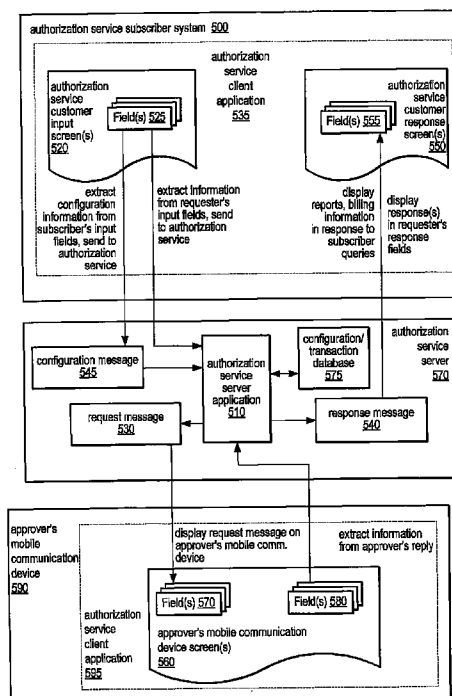 authorization service subscriber system 500
authorization
service
client
application
535
authorization
service
customer
input
screen(s)
520
Field(s) 525
authorization
service
customer
response
screen(s)
550
Field(s) 555
extract
configuration
information from
subscriber's input
fields, send to
authorization
service
extract Information
from requester's
input fields, send
to authorization
service
display
reports, billing
information
in response to
subscriber
queries
display
response(s)
in requester's
response
fields
authorization
service
server
570
configuration message
545
authorization
service
server
application
510
configuration/
transaction
database
575
request message
530
response message
540
approver's
mobile
communication
device
590
display request message on
approver's mobile comm.
device
extract information
from approver's reply
authorization
service
client
application
595
Field(s) 570
Field(s) 580
approver's mobile communication
device screen(s)
560